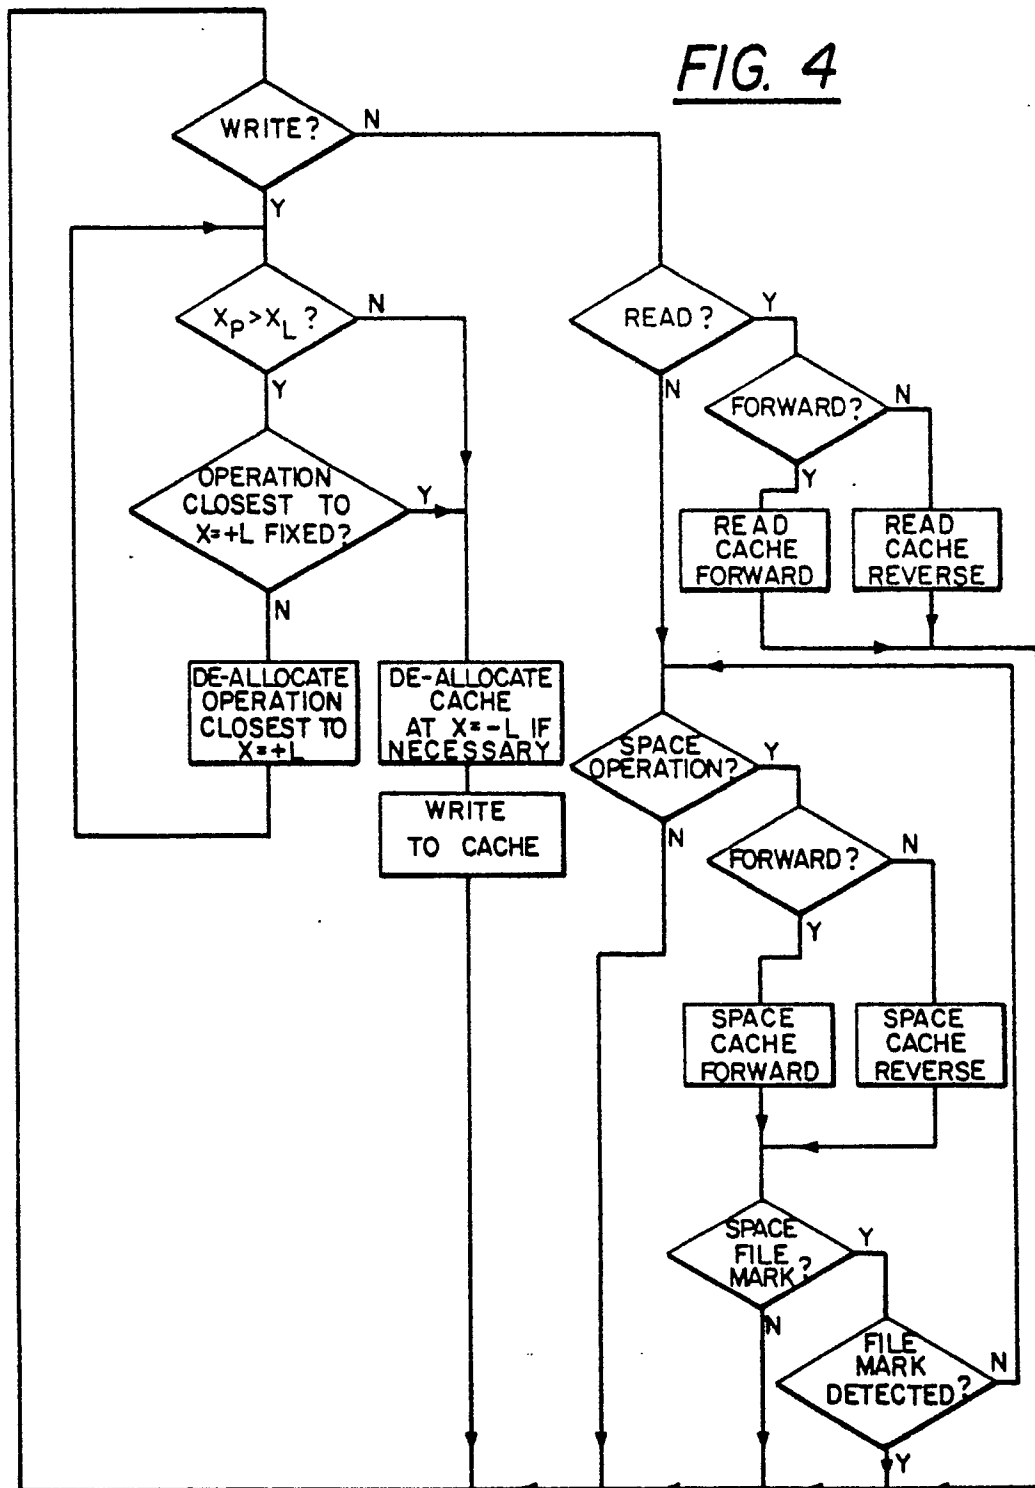 FIG. 4
WRITE?
N
Y
XP>XL?
N
Y
OPERATION
CLOSEST TO
X=+L FIXED?
Y
N
DE-ALLOCATE
OPERATION
CLOSEST TO
X=+L
DE-ALLOCATE
CACHE
AT X=-L IF
NECESSARY
WRITE
TO CACHE
READ?
Y
N
FORWARD?
N
Y
READ
CACHE
FORWARD
READ
CACHE
REVERSE
SPACE
OPERATION?
Y
N
FORWARD?
N
Y
SPACE
CACHE
FORWARD
SPACE
CACHE
REVERSE
SPACE
FILE
MARK?
Y
N
FILE
MARK
DETECTED?
N
Y